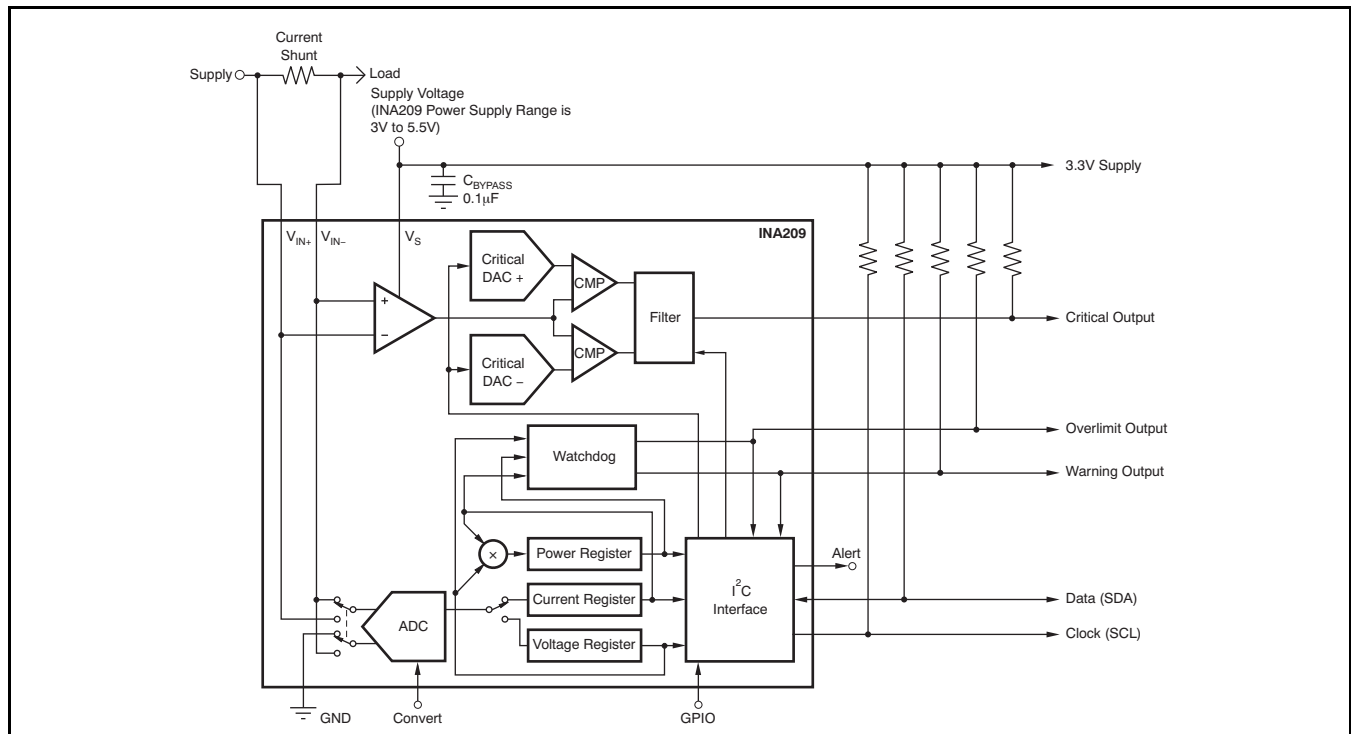 Current
Shunt
Supply
Load
Supply Voltage
(INA209 Power Supply Range is
3V to 5.5V)
3.3V Supply
CBYPASS
0.1μF
VIN+
VIN–
VS
INA209
Critical
DAC +
CMP
Filter
+
–
Critical Output
CMP
Critical
DAC –
Overlimit Output
Watchdog
Warning Output
×
Power Register
Alert
I2C
Interface
Current Register
Data (SDA)
ADC
Voltage Register
Clock (SCL)
GND
Convert
GPIO